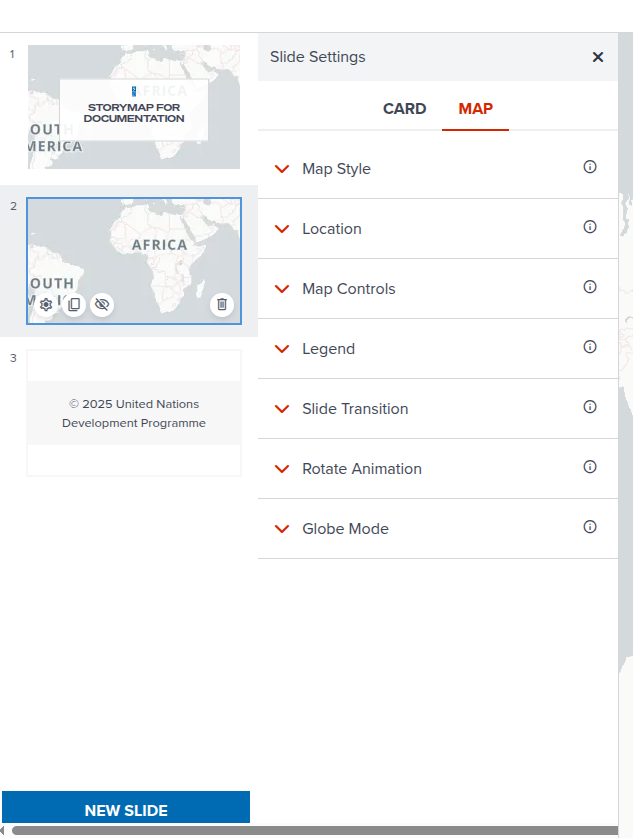 1
AFRICA
STORYMAP FOR
DOCUMENTATION
OUT
MERICA
2
AFRICA
OUTH
3
© 2025 United Nations
Development Programme
NEW SLIDE
Slide Settings
CARD
MAP
Map Style
Location
Map Controls
Legend
Slide Transition
Rotate Animation
Globe Mode